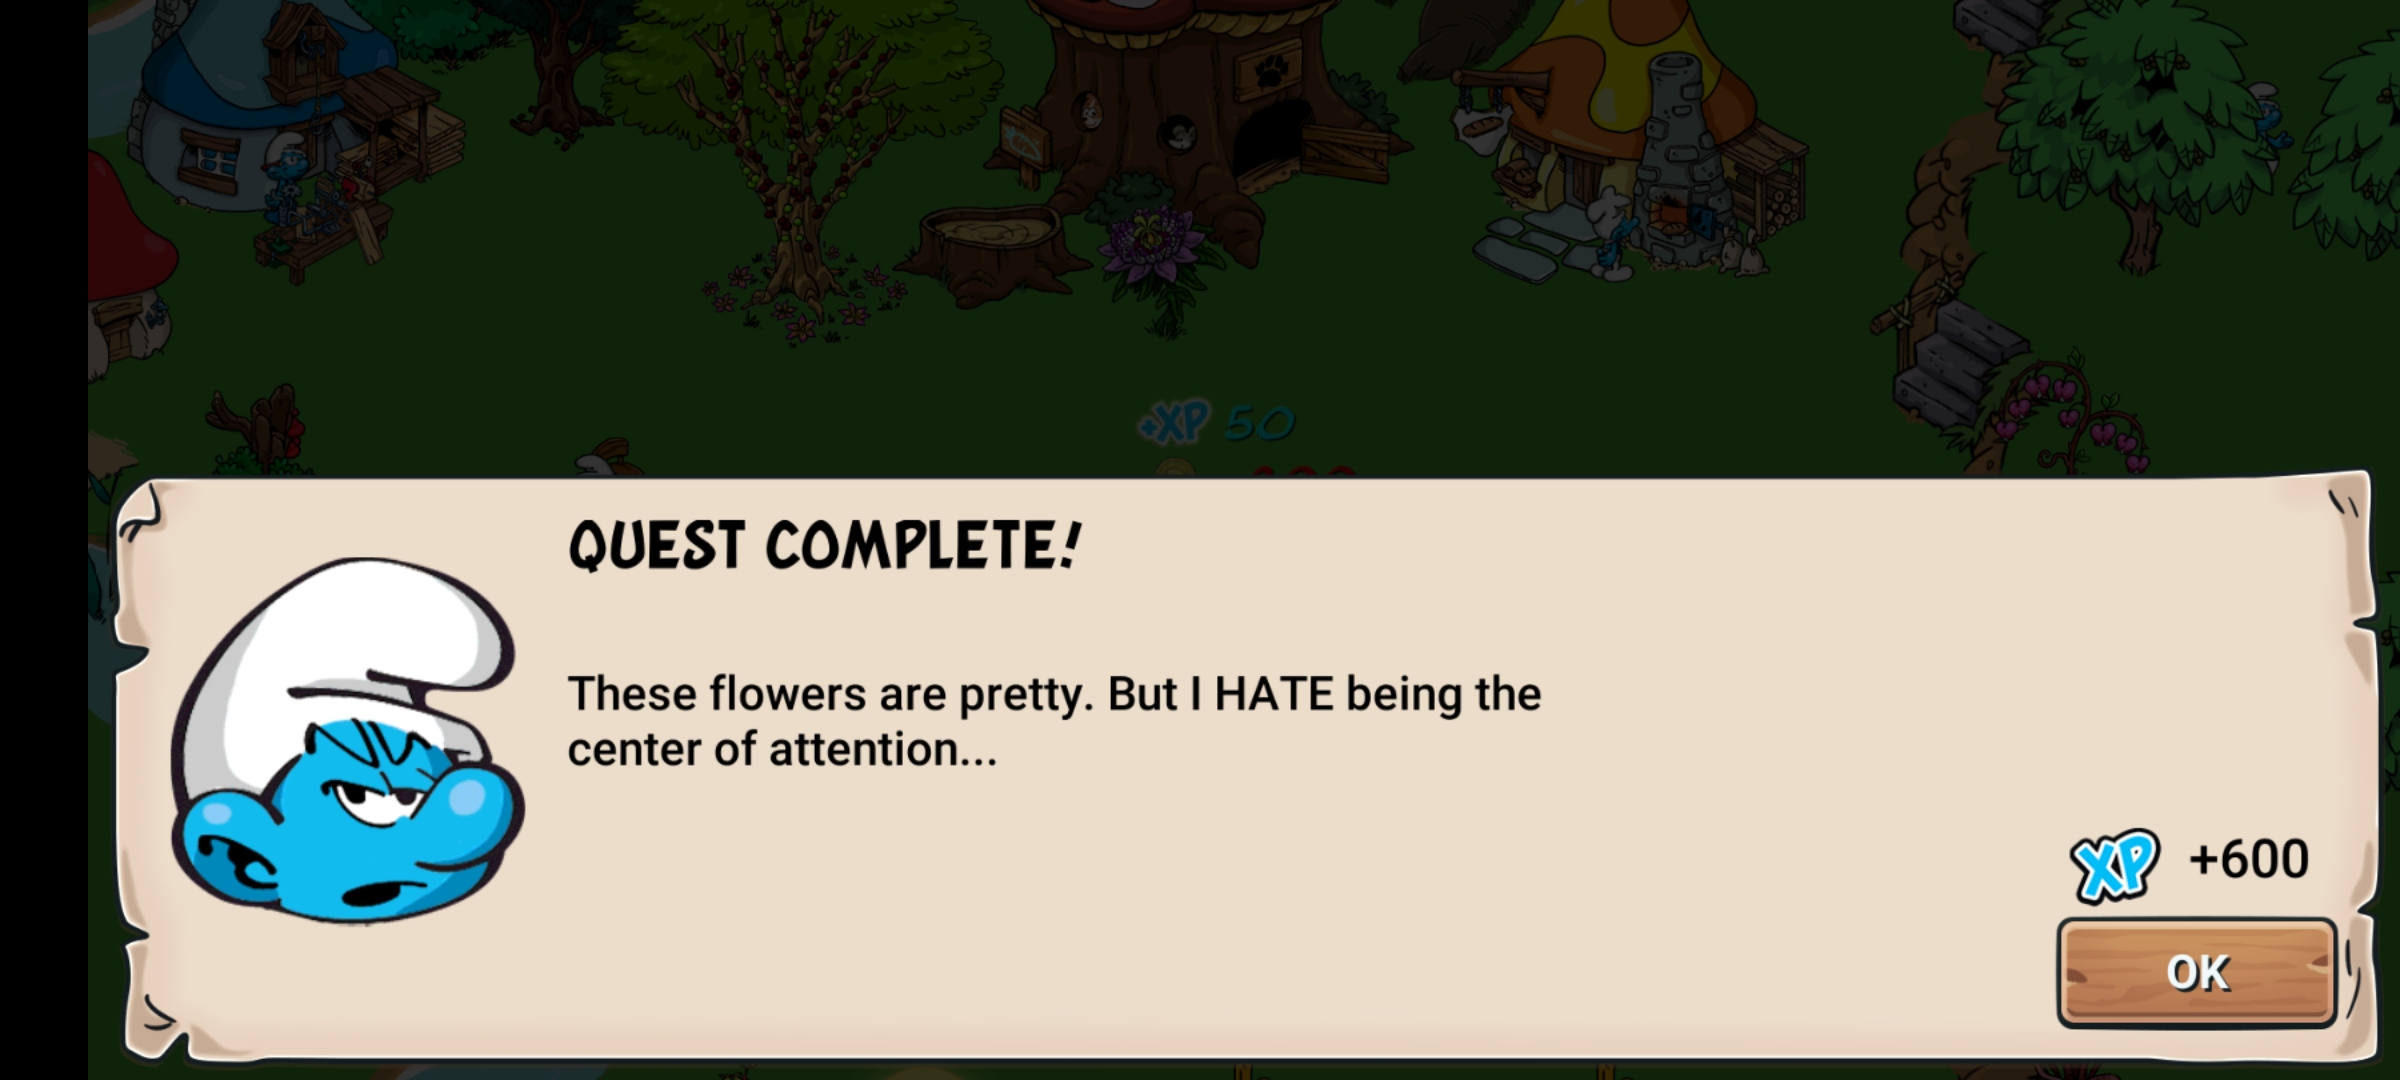 +XP 50
QUEST COMPLETE!
These flowers are pretty. But I HATE being the
center of attention...
XP +600
OK